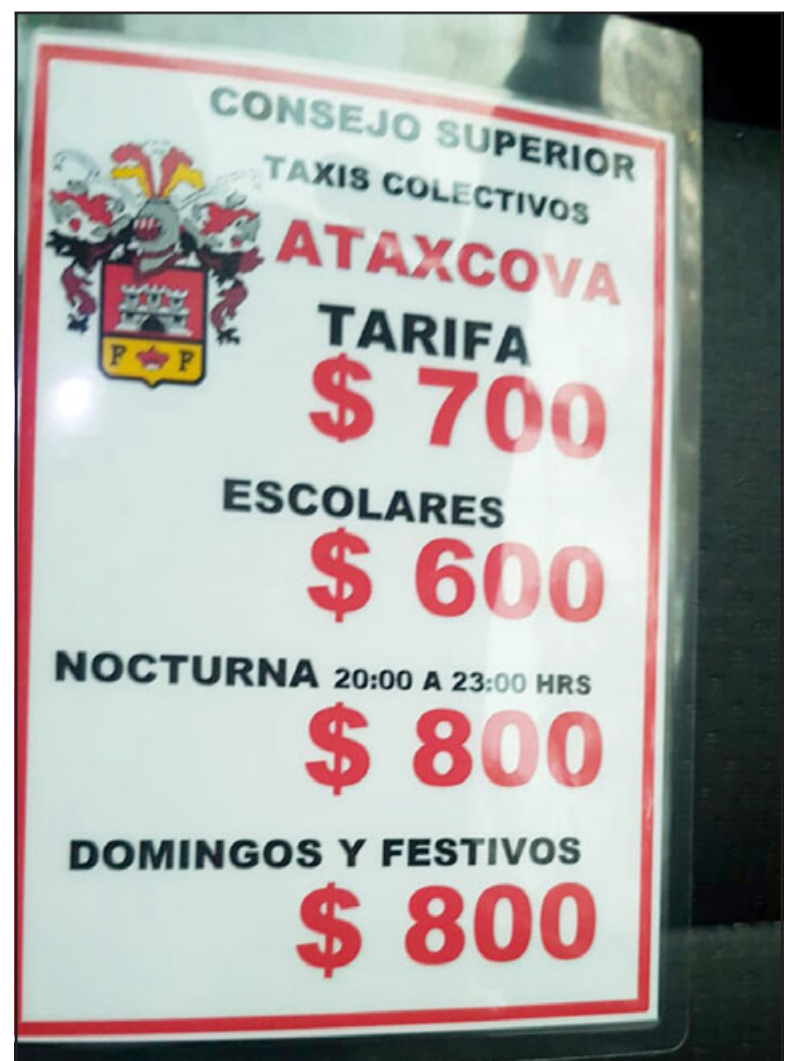 CONSEJO SUPERIOR
TAXIS COLECTIVOS
ATAXCOVA
TARIFA
$ 700
ESCOLARES
$ 600
NOCTURNA 20:00 A 23:00 HRS
$ 800
DOMINGOS Y FESTIVOS
$ 800
P P